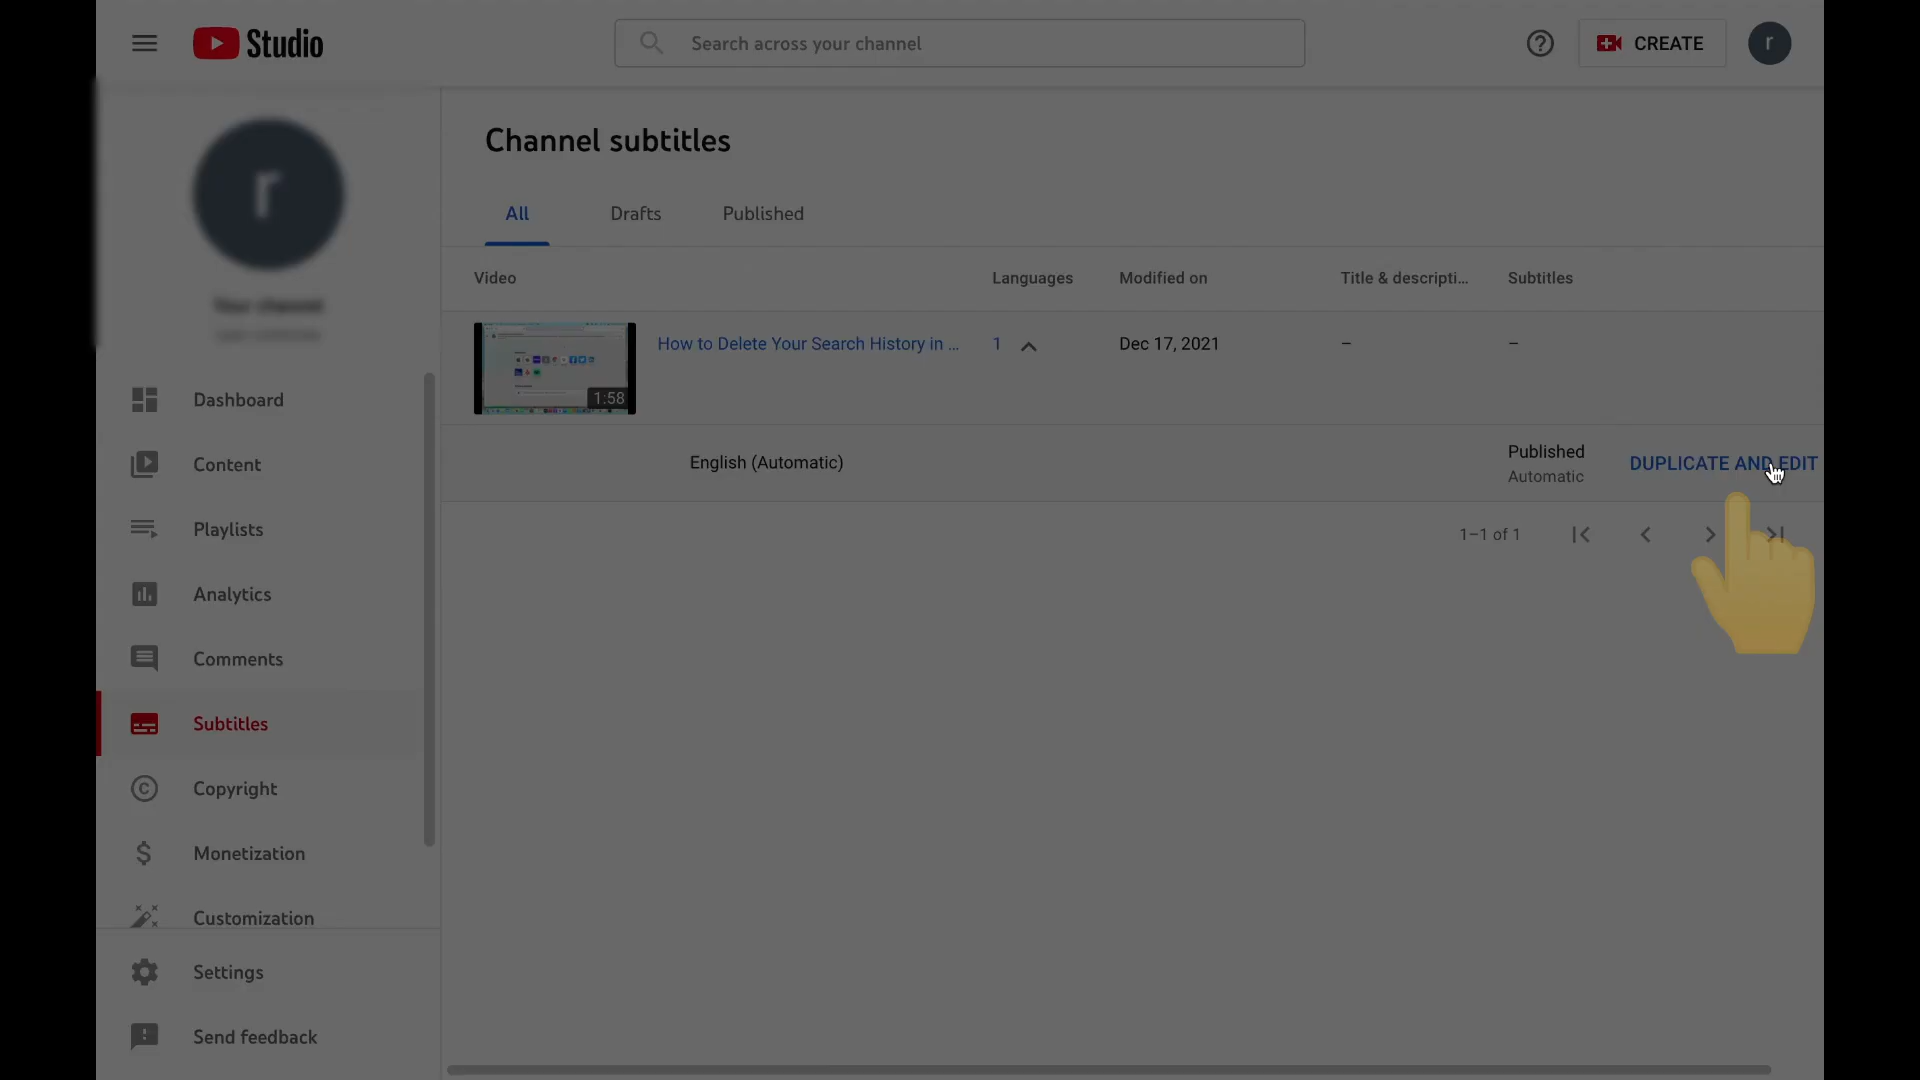 Studio
Search across your channel
CREATE
r
r
Channel subtitles
All
Drafts
Published
Video
Languages
Modified on
Title & descripti...
Subtitles
How to Delete Your Search History in ...
1
Dec 17, 2021
–
–
1:58
English (Automatic)
Published
Automatic
DUPLICATE AND EDIT
1–1 of 1
Your channel
Dashboard
Content
Playlists
Analytics
Comments
Subtitles
Copyright
Monetization
Customization
Settings
Send feedback